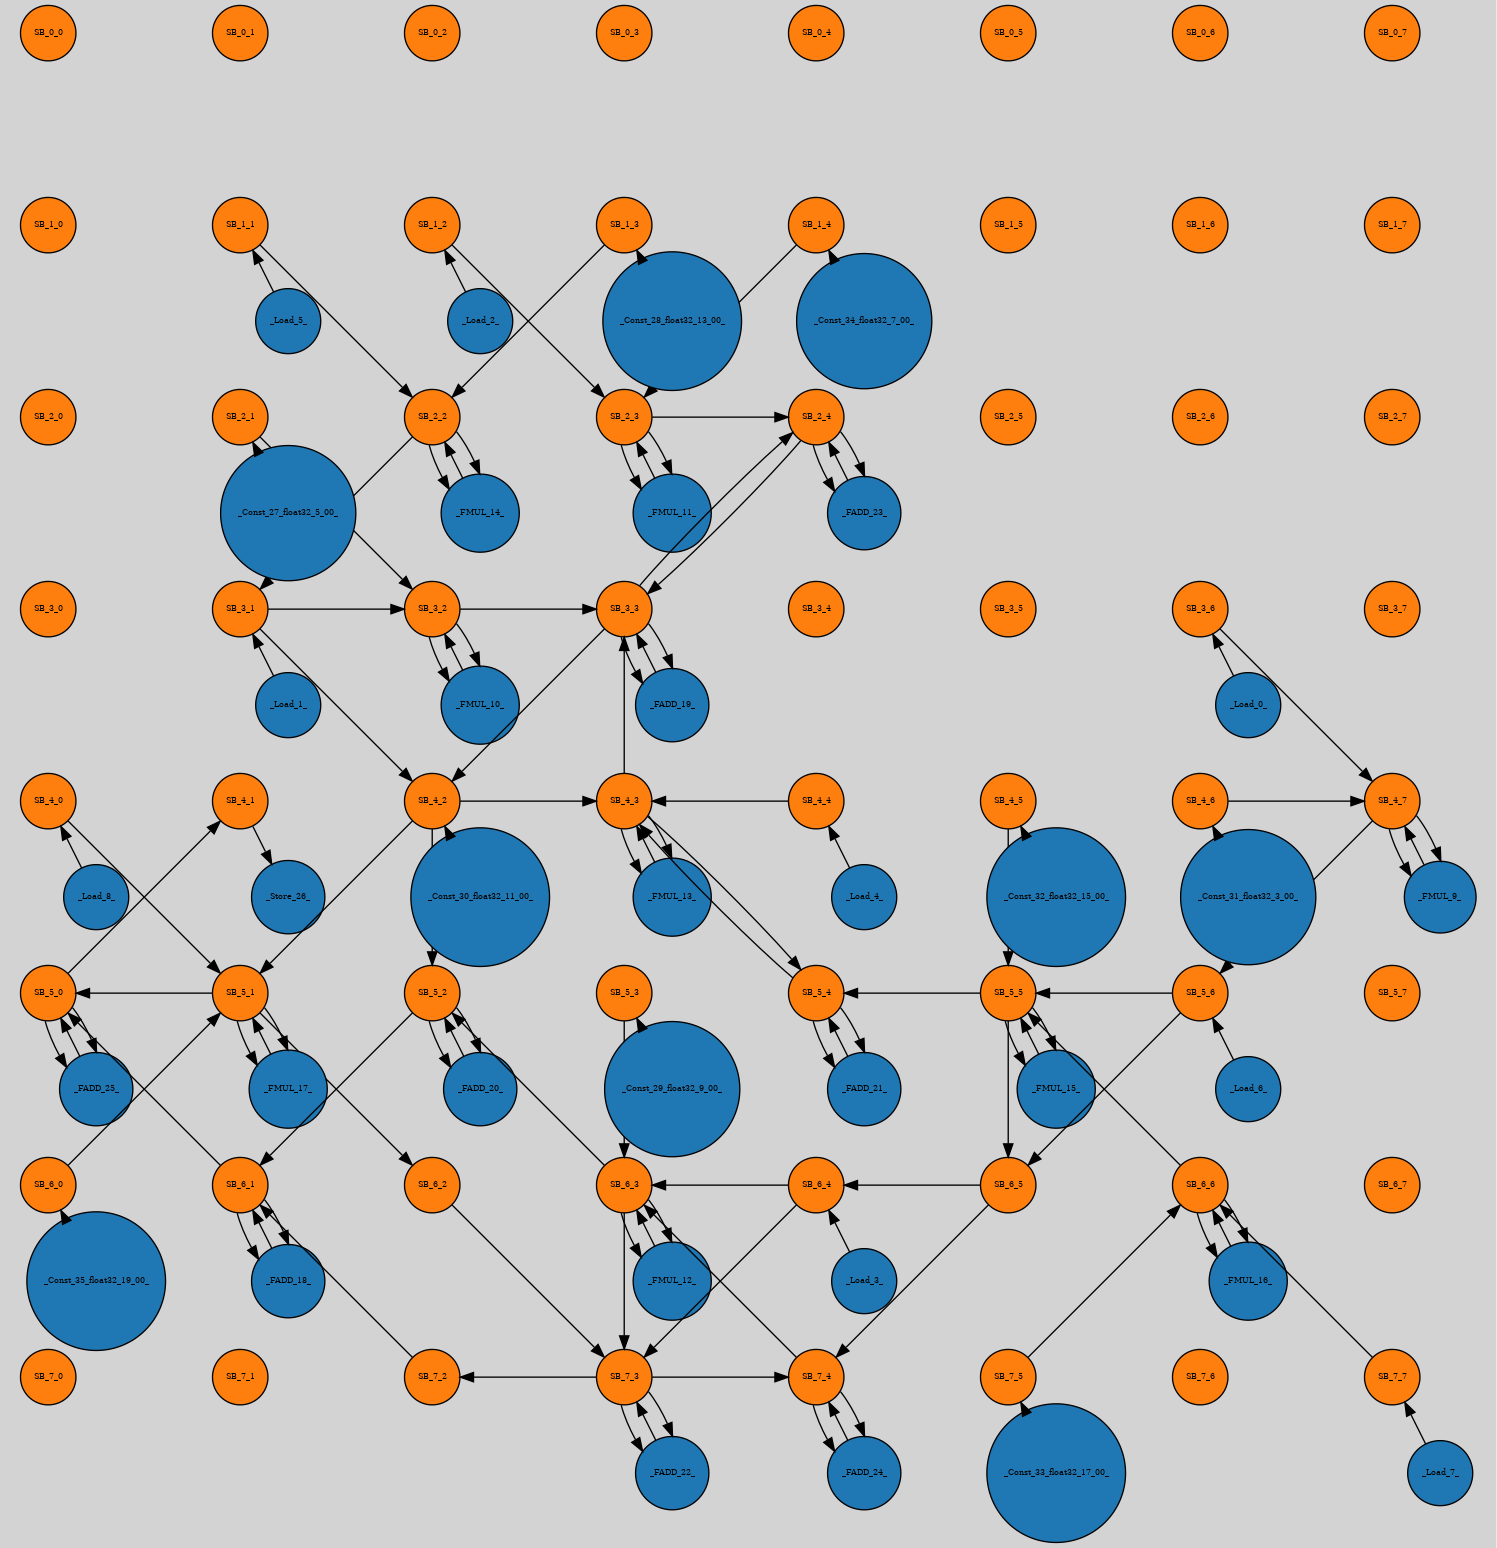 SB_0_0 SB_0_1 SB_0_2 SB_0_3 SB_0_4 SB_0_5 SB_0_6 SB_0_7
SB_1_0 SB_1_1 SB_1_2 SB_1_3 SB_1_4 SB_1_5 SB_1_6 SB_1_7
_Load_5_ _Load_2_ _Const_28_float32_13_00_ _Const_34_float32_7_00_
SB_2_0 SB_2_1 SB_2_2 SB_2_3 SB_2_4 SB_2_5 SB_2_6 SB_2_7
_Const_27_float32_5_00_ _FMUL_14_ _FMUL_11_ _FADD_23_
SB_3_0 SB_3_1 SB_3_2 SB_3_3 SB_3_4 SB_3_5 SB_3_6 SB_3_7
_Load_1_ _FMUL_10_ _FADD_19_ _Load_0_
SB_4_0 SB_4_1 SB_4_2 SB_4_3 SB_4_4 SB_4_5 SB_4_6 SB_4_7
_Load_8_ _Store_26_ _Const_30_float32_11_00_ _FMUL_13_ _Load_4_ _Const_32_float32_15_00_ _Const_31_float32_3_00_ _FMUL_9_
SB_5_0 SB_5_1 SB_5_2 SB_5_3 SB_5_4 SB_5_5 SB_5_6 SB_5_7
_FADD_25_ _FMUL_17_ _FADD_20_ _Const_29_float32_9_00_ _FADD_21_ _FMUL_15_ _Load_6_
SB_6_0 SB_6_1 SB_6_2 SB_6_3 SB_6_4 SB_6_5 SB_6_6 SB_6_7
_Const_35_float32_19_00_ _FADD_18_ _FMUL_12_ _Load_3_ _FMUL_16_
SB_7_0 SB_7_1 SB_7_2 SB_7_3 SB_7_4 SB_7_5 SB_7_6 SB_7_7
_FADD_22_ _FADD_24_ _Const_33_float32_17_00_ _Load_7_